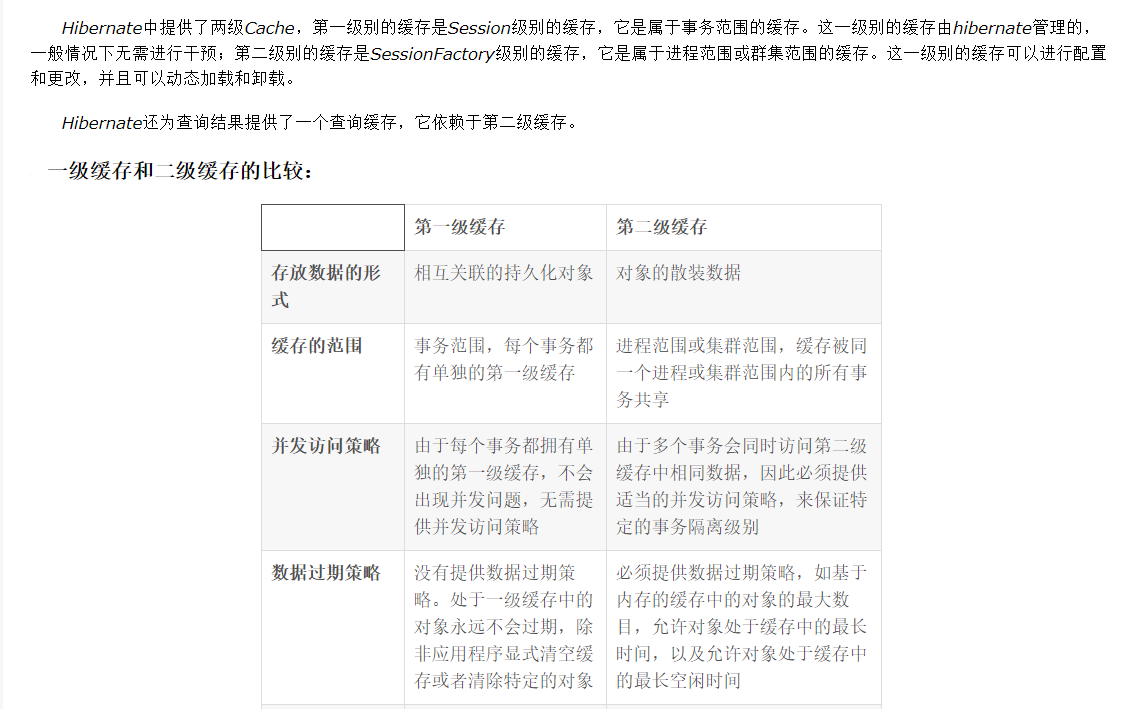 Hibernate中提供了两级Cache，第一级别的缓存是Session级别的缓存，它是属于事务范围的缓存。这一级别的缓存由hibernate管理的，
一般情况下无需进行干预；第二级别的缓存是SessionFactory级别的缓存，它是属于进程范围或群集范围的缓存。这一级别的缓存可以进行配置
和更改，并且可以动态加载和卸载。
Hibernate还为查询结果提供了一个查询缓存，它依赖于第二级缓存。
一级缓存和二级缓存的比较：
第一级缓存
第二级缓存
存放数据的形
式
相互关联的持久化对象
对象的散装数据
缓存的范围
事务范围，每个事务都
有单独的第一级缓存
进程范围或集群范围，缓存被同
一个进程或集群范围内的所有事
务共享
并发访问策略
由于每个事务都拥有单
独的第一级缓存，不会
出现并发问题，无需提
供并发访问策略
由于多个事务会同时访问第二级
缓存中相同数据，因此必须提供
适当的并发访问策略，来保证特
定的事务隔离级别
数据过期策略
没有提供数据过期策
略。处于一级缓存中的
对象永远不会过期，除
非应用程序显式清空缓
存或者清除特定的对象
必须提供数据过期策略，如基于
内存的缓存中的对象的最大数
目，允许对象处于缓存中的最长
时间，以及允许对象处于缓存中
的最长空闲时间